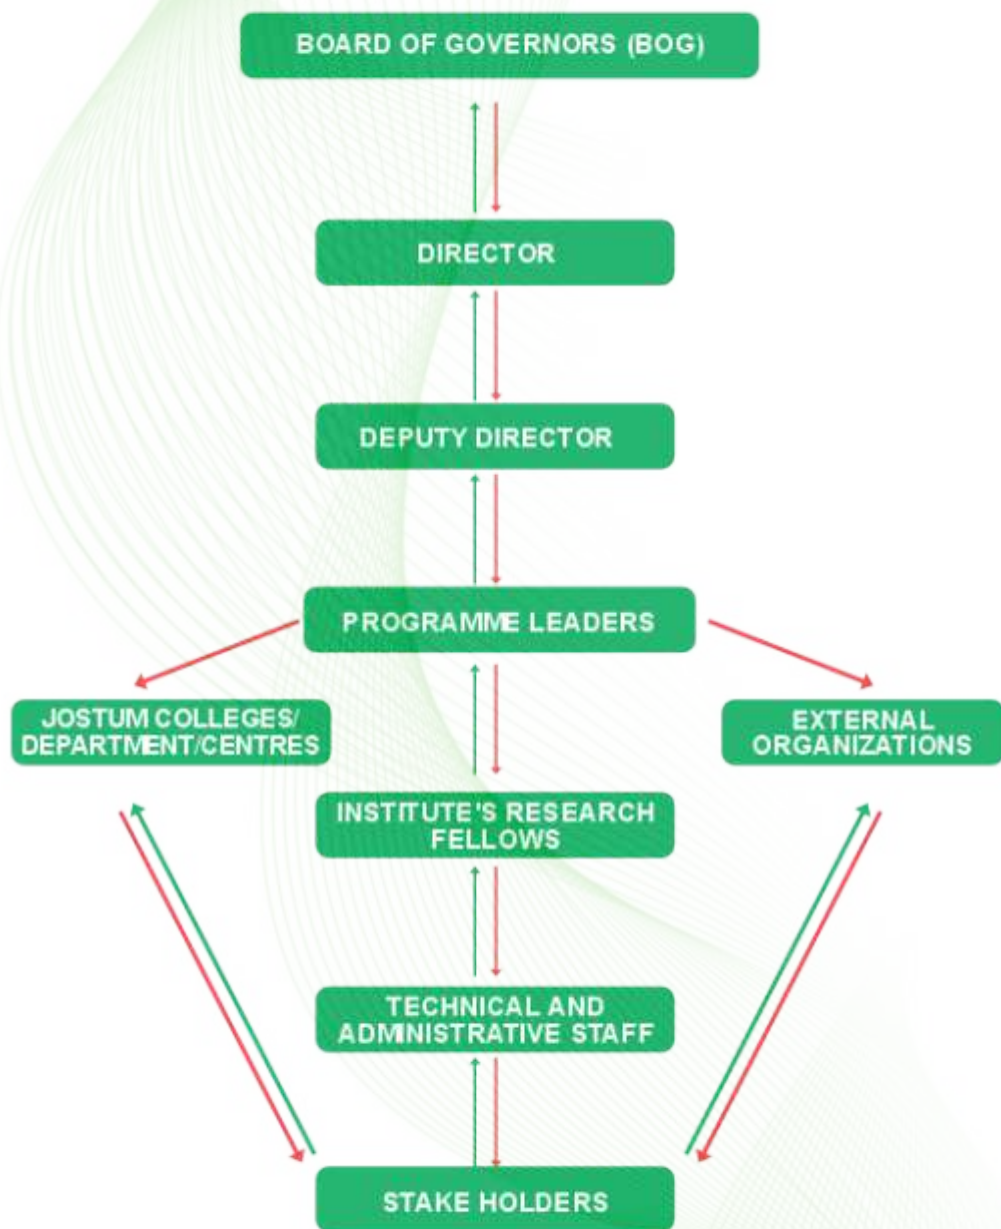 BOARD OF GOVERNORS (BOG)
DIRECTOR
DEPUTY DIRECTOR
PROGRAMME LEADERS
JOSTUM COLLEGES/
DEPARTMENT/CENTRES
EXTERNAL
ORGANIZATIONS
INSTITUTE'S RESEARCH
FELLOWS
TECHNICAL AND
ADMINISTRATIVE STAFF
STAKE HOLDERS